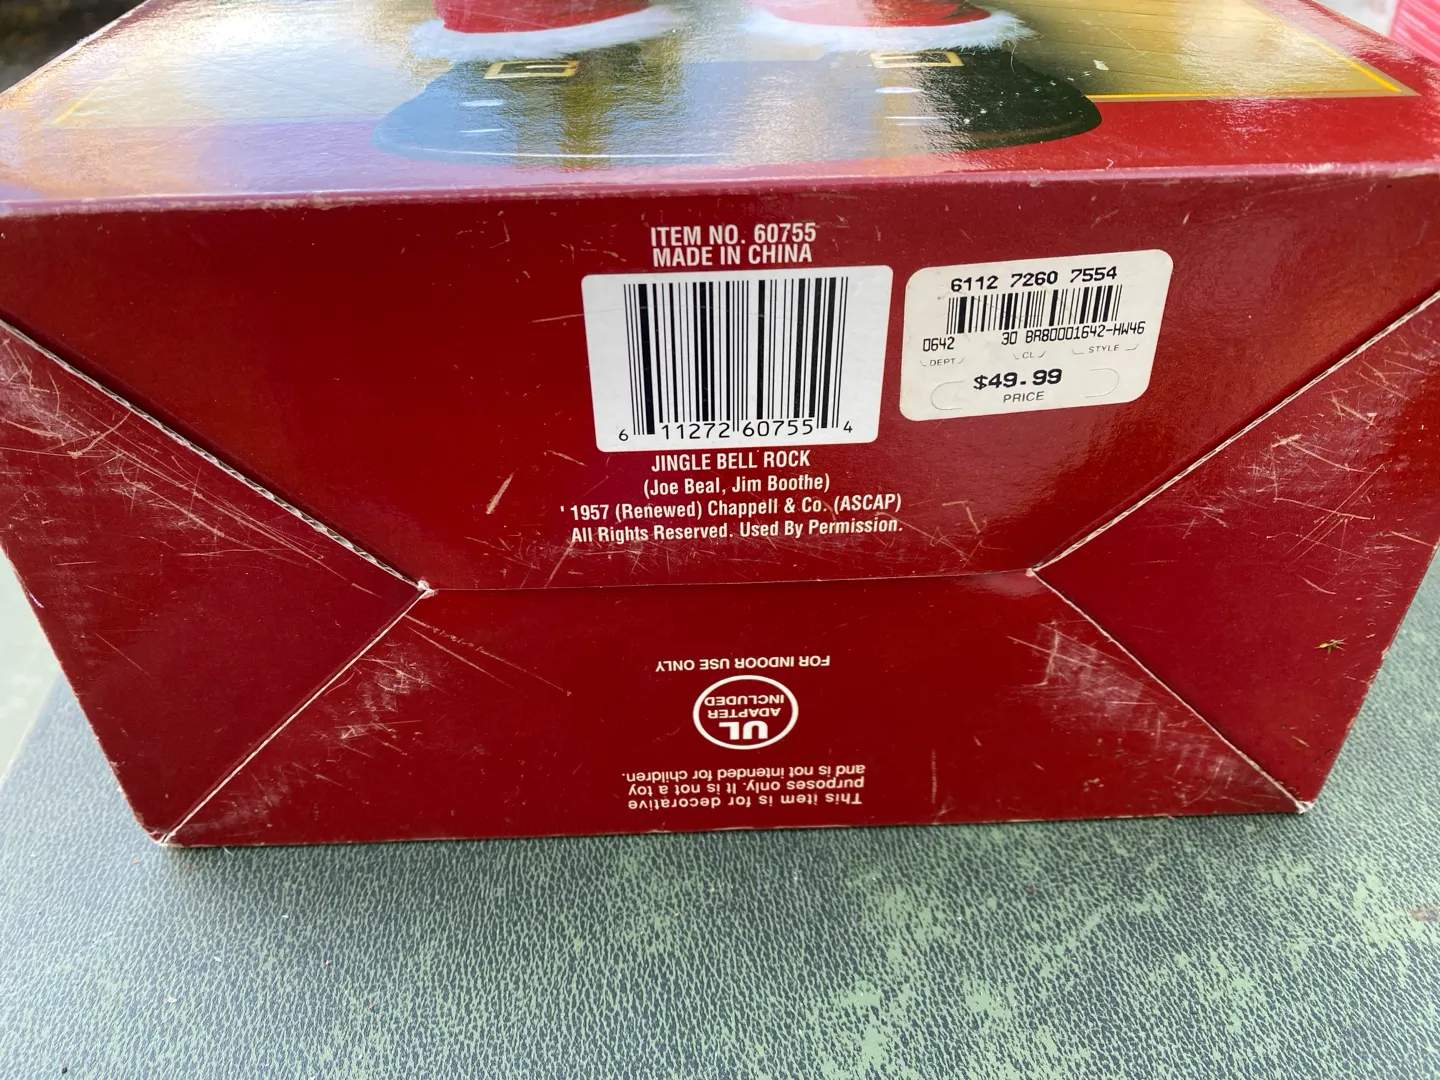 ITEM NO. 60755
MADE IN CHINA
6 11272 60755 4
JINGLE BELL ROCK
(Joe Beal, Jim Boothe)
' 1957 (Renewed) Chappell & Co. (ASCAP)
All Rights Reserved. Used By Permission.
6112 7260 7554
0642 30 BR80001642-HW46
DEPT CL STYLE
$49.99
PRICE
This item is for decorative
purposes only. It is not a toy
and is not intended for children.
UL
ADAPTER
INCLUDED
FOR INDOOR USE ONLY